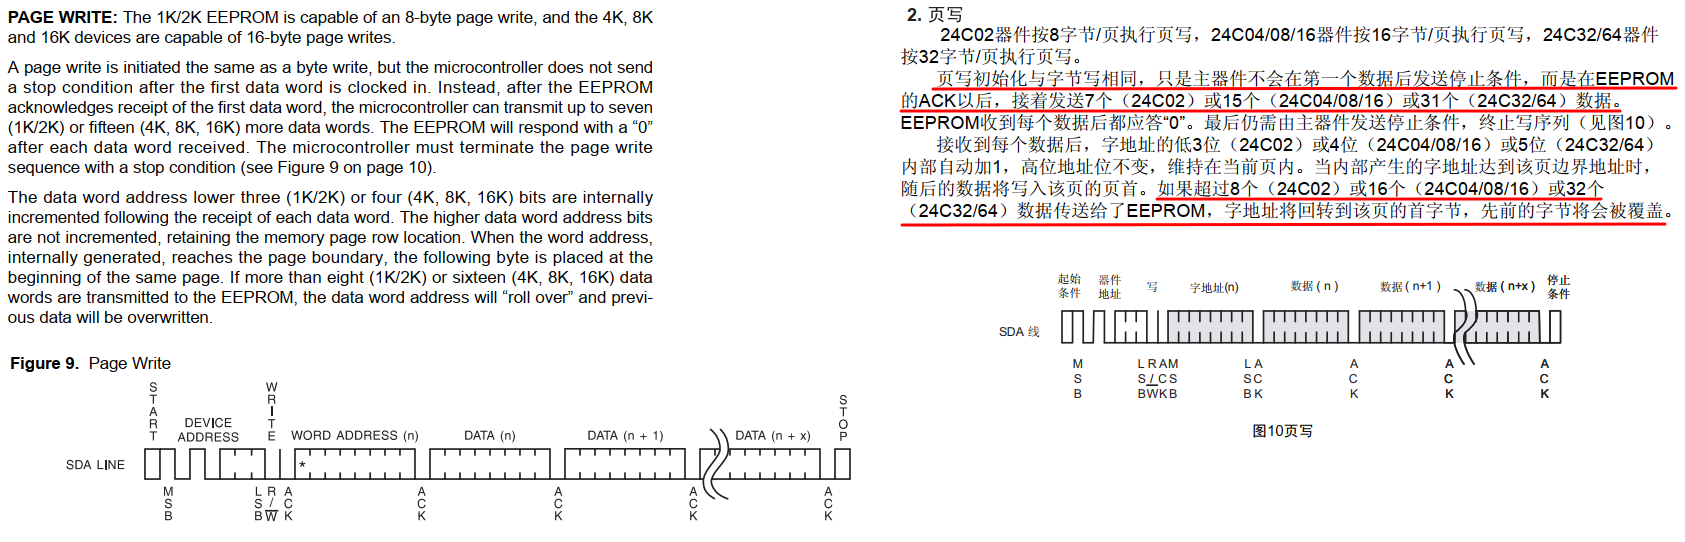 PAGE WRITE: The 1K/2K EEPROM is capable of an 8-byte page write, and the 4K, 8K
and 16K devices are capable of 16-byte page writes.
A page write is initiated the same as a byte write, but the microcontroller does not send
a stop condition after the first data word is clocked in. Instead, after the EEPROM
acknowledges receipt of the first data word, the microcontroller can transmit up to seven
(1K/2K) or fifteen (4K, 8K, 16K) more data words. The EEPROM will respond with a “0”
after each data word received. The microcontroller must terminate the page write
sequence with a stop condition (see Figure 9 on page 10).
The data word address lower three (1K/2K) or four (4K, 8K, 16K) bits are internally
incremented following the receipt of each data word. The higher data word address bits
are not incremented, retaining the memory page row location. When the word address,
internally generated, reaches the page boundary, the following byte is placed at the
beginning of the same page. If more than eight (1K/2K) or sixteen (4K, 8K, 16K) data
words are transmitted to the EEPROM, the data word address will “roll over” and previ-
ous data will be overwritten.
Figure 9. Page Write
START
DEVICE
ADDRESS
WRITE
WORD ADDRESS (n)
DATA (n)
DATA (n + 1)
DATA (n + x)
STOP
SDA LINE
*
MSB
LSB
R/W
ACK
ACK
ACK
ACK
ACK
2. 页写
24C02器件按8字节/页执行页写，24C04/08/16器件按16字节/页执行页写，24C32/64器件
按32字节/页执行页写。
页写初始化与字节写相同，只是主器件不会在第一个数据后发送停止条件，而是在EEPROM
的ACK以后，接着发送7个（24C02）或15个（24C04/08/16）或31个（24C32/64）数据。
EEPROM收到每个数据后都应答“0”。最后仍需由主器件发送停止条件，终止写序列（见图10）。
接收到每个数据后，字地址的低3位（24C02）或4位（24C04/08/16）或5位（24C32/64）
内部自动加1，高位地址位不变，维持在当前页内。当内部产生的字地址达到该页边界地址时，
随后的数据将写入该页的页首。如果超过8个（24C02）或16个（24C04/08/16）或32个
（24C32/64）数据传送给了EEPROM，字地址将回转到该页的首字节，先前的字节将会被覆盖。
起始
条件
器件
地址
写
字地址(n)
数据 ( n )
数据 ( n+1 )
数据 ( n+x )
停止
条件
SDA 线
MSB
LSB
R/W
ACK
MSB
LSB
ACK
ACK
ACK
ACK
图10页写